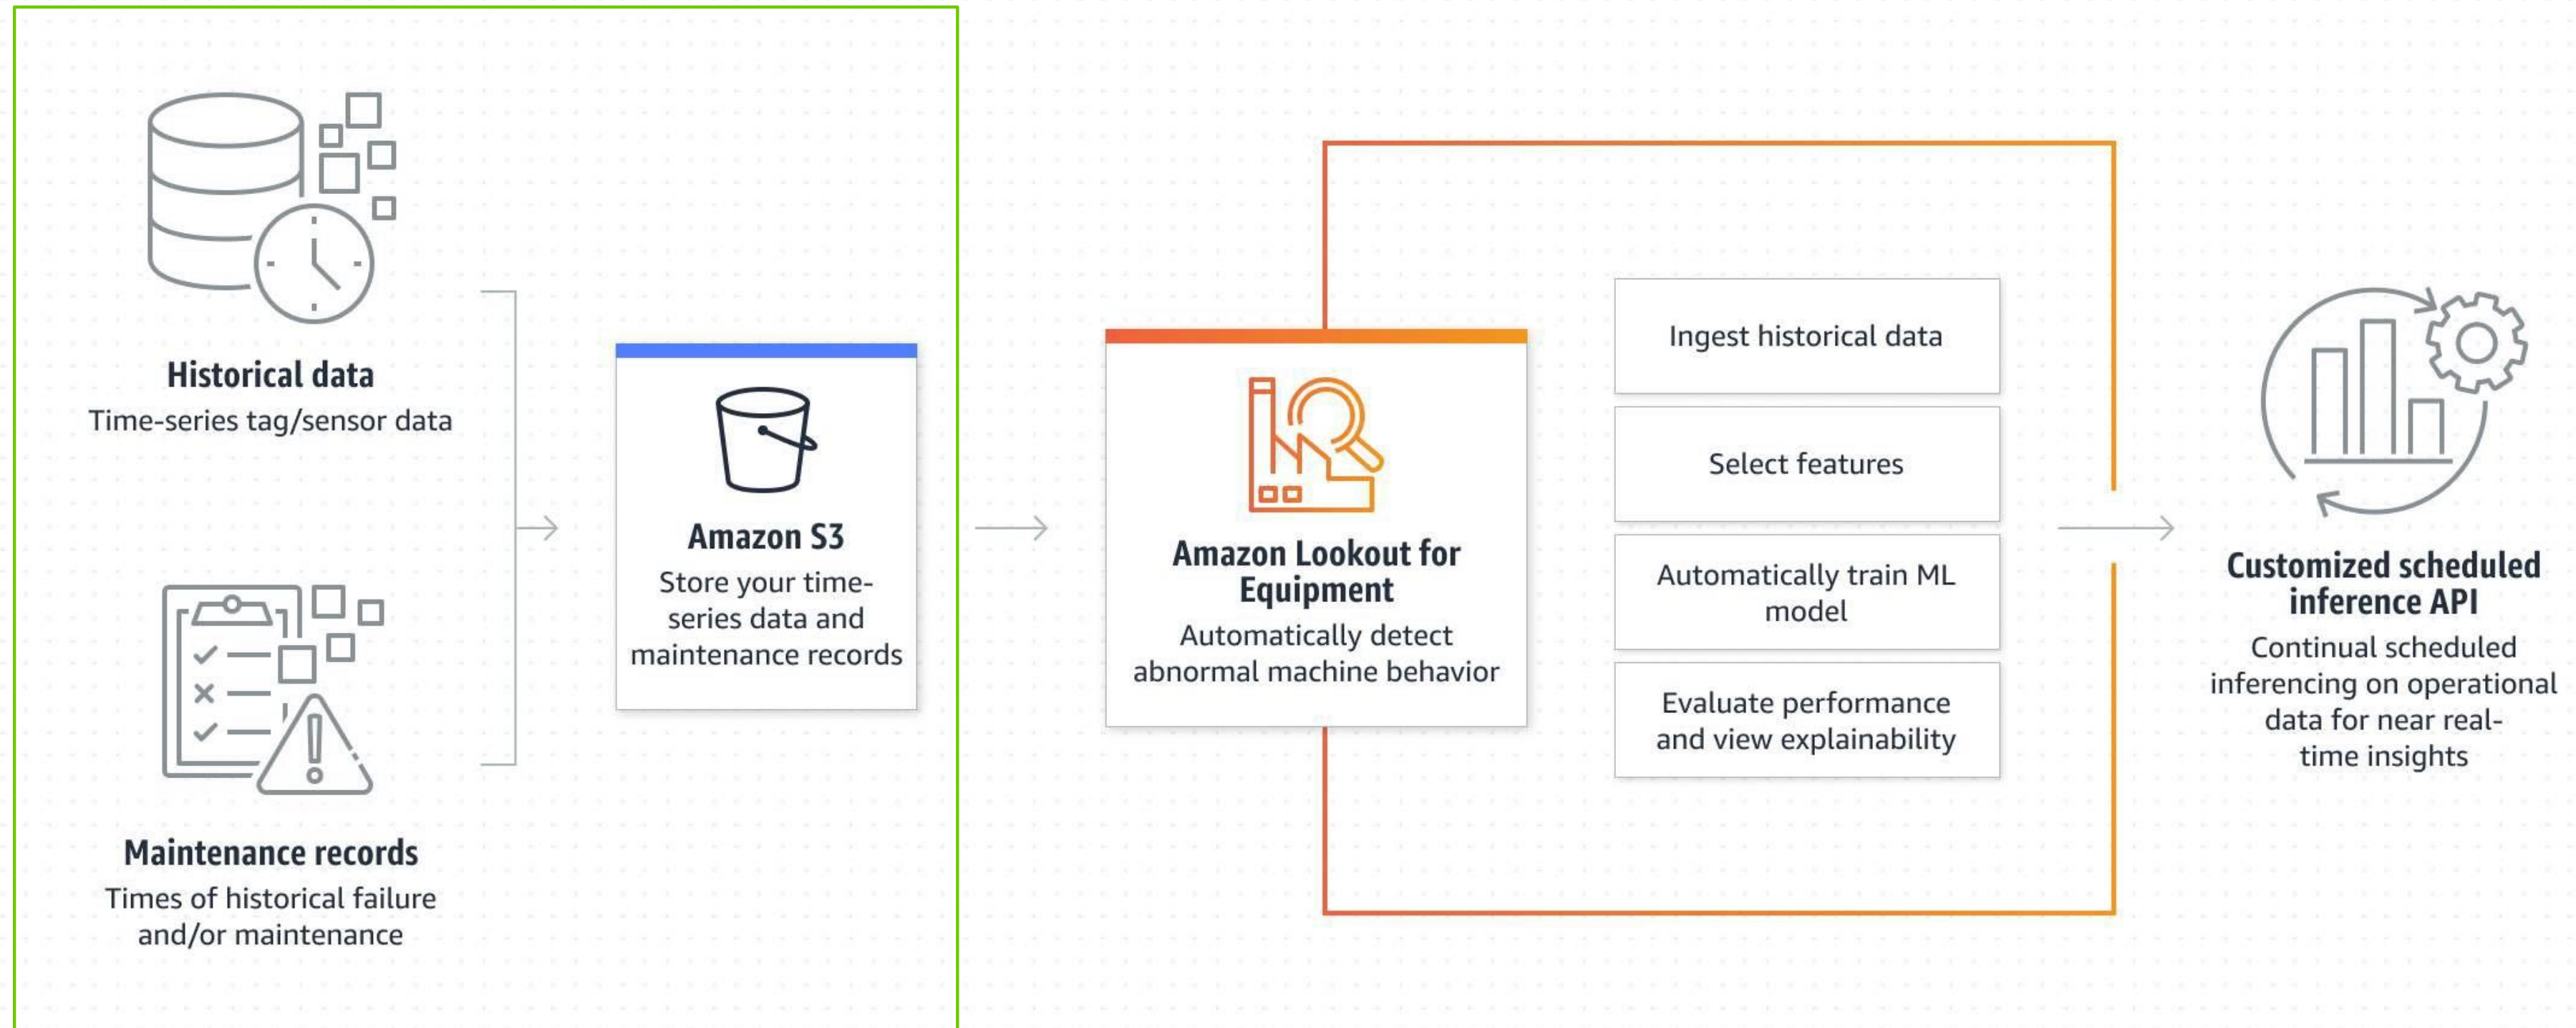 Historical data
Time-series tag/sensor data
Maintenance records
Times of historical failure
and/or maintenance
Amazon S3
Store your time-
series data and
maintenance records
Amazon Lookout for
Equipment
Automatically detect
abnormal machine behavior
Ingest historical data
Select features
Automatically train ML
model
Evaluate performance
and view explainability
Customized scheduled
inference API
Continual scheduled
inferencing on operational
data for near real-
time insights